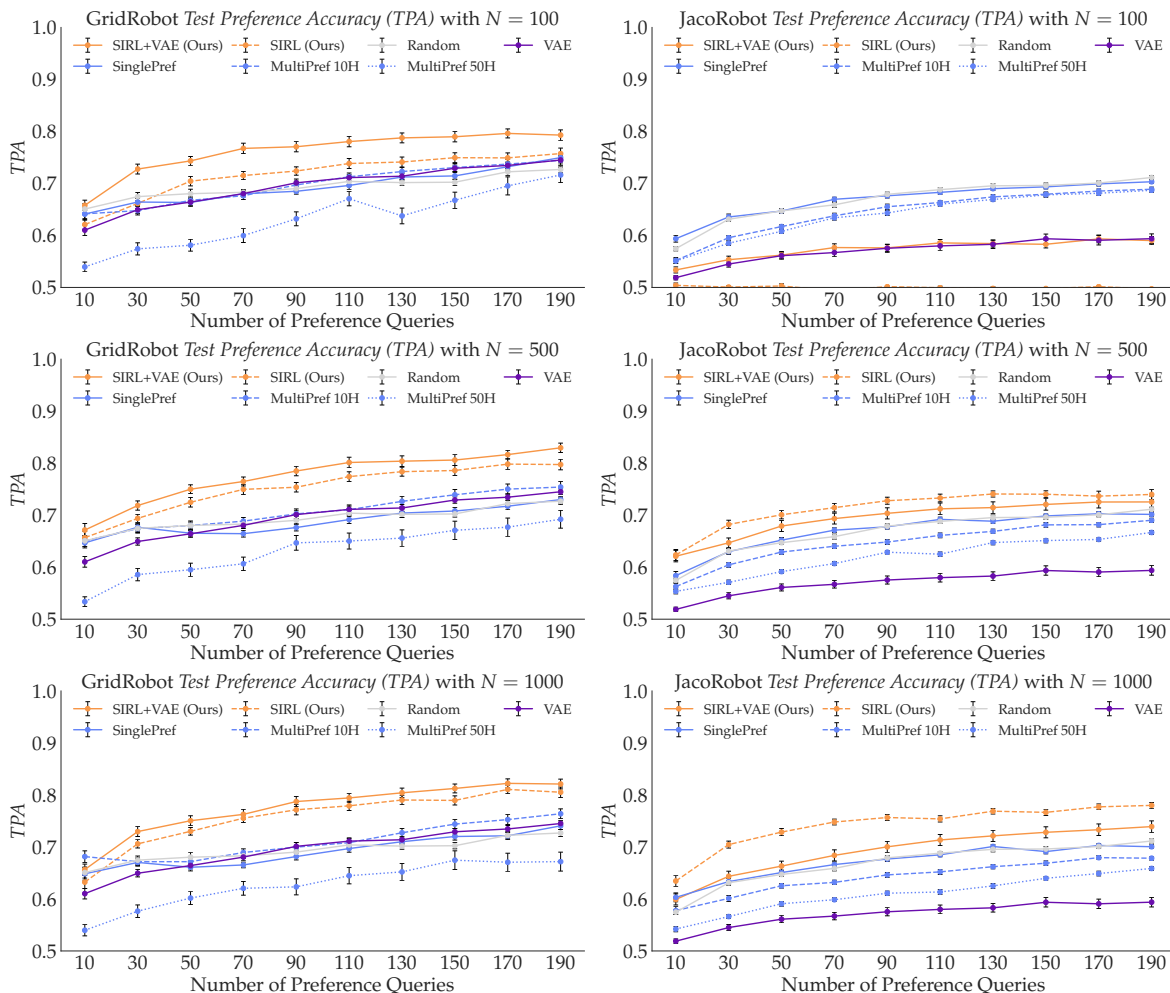 GridRobot Test Preference Accuracy (TPA) with N = 100
SIRL+VAE (Ours) SIRL (Ours) Random VAE
SinglePref MultiPref 10H MultiPref 50H
1.0
0.9
0.8
0.7
0.6
0.5
TPA
10 30 50 70 90 110 130 150 170 190
Number of Preference Queries
JacoRobot Test Preference Accuracy (TPA) with N = 100
SIRL+VAE (Ours) SIRL (Ours) Random VAE
SinglePref MultiPref 10H MultiPref 50H
1.0
0.9
0.8
0.7
0.6
0.5
TPA
10 30 50 70 90 110 130 150 170 190
Number of Preference Queries
GridRobot Test Preference Accuracy (TPA) with N = 500
SIRL+VAE (Ours) SIRL (Ours) Random VAE
SinglePref MultiPref 10H MultiPref 50H
1.0
0.9
0.8
0.7
0.6
0.5
TPA
10 30 50 70 90 110 130 150 170 190
Number of Preference Queries
JacoRobot Test Preference Accuracy (TPA) with N = 500
SIRL+VAE (Ours) SIRL (Ours) Random VAE
SinglePref MultiPref 10H MultiPref 50H
1.0
0.9
0.8
0.7
0.6
0.5
TPA
10 30 50 70 90 110 130 150 170 190
Number of Preference Queries
GridRobot Test Preference Accuracy (TPA) with N = 1000
SIRL+VAE (Ours) SIRL (Ours) Random VAE
SinglePref MultiPref 10H MultiPref 50H
1.0
0.9
0.8
0.7
0.6
0.5
TPA
10 30 50 70 90 110 130 150 170 190
Number of Preference Queries
JacoRobot Test Preference Accuracy (TPA) with N = 1000
SIRL+VAE (Ours) SIRL (Ours) Random VAE
SinglePref MultiPref 10H MultiPref 50H
1.0
0.9
0.8
0.7
0.6
0.5
TPA
10 30 50 70 90 110 130 150 170 190
Number of Preference Queries